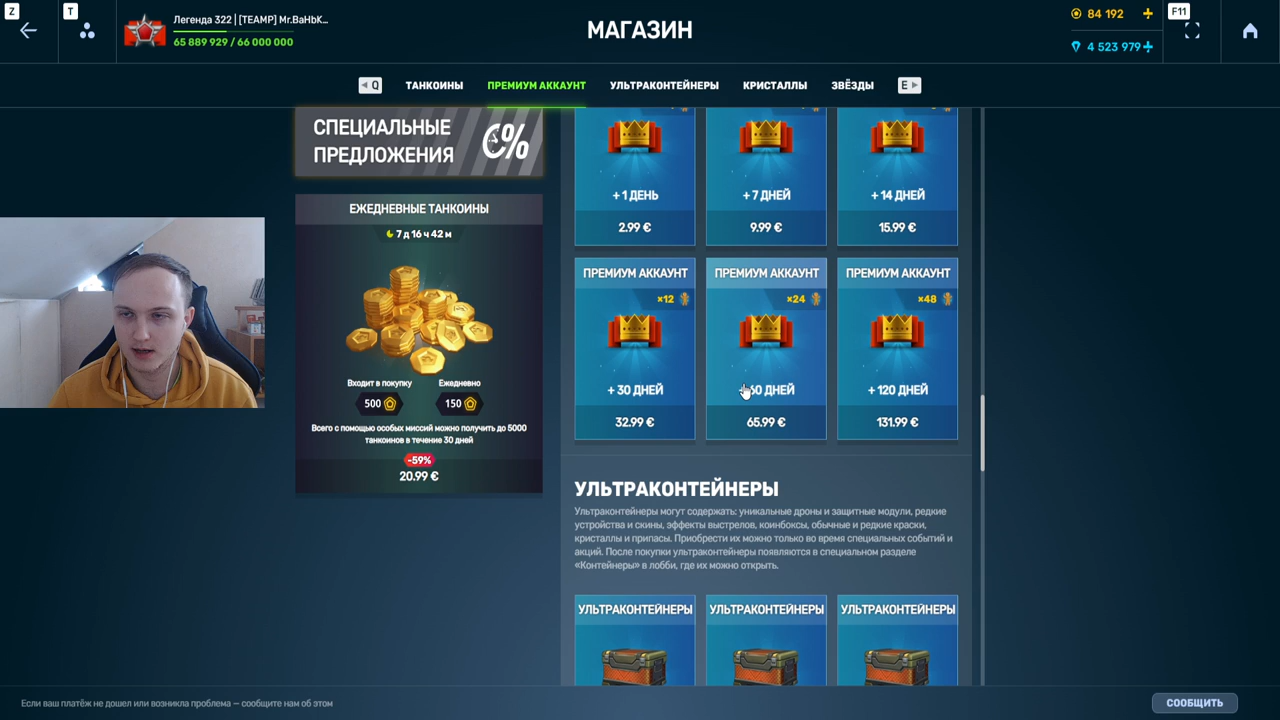 Z
T
Легенда 322 | [TEAMP] Mr.BaHbK...
65 889 929 / 66 000 000
МАГАЗИН
84 192 +
4 523 979 +
F11
Q
ТАНКОИНЫ
ПРЕМИУМ АККАУНТ
УЛЬТРАКОНТЕЙНЕРЫ
КРИСТАЛЛЫ
ЗВЁЗДЫ
E
СПЕЦИАЛЬНЫЕ
ПРЕДЛОЖЕНИЯ
%
ЕЖЕДНЕВНЫЕ ТАНКОИНЫ
7 д 16 ч 42 м
Входит в покупку
Ежедневно
500
150
Всего с помощью особых миссий можно получить до 5000
танкоинов в течение 30 дней
-59%
20.99 €
+ 1 ДЕНЬ
+ 7 ДНЕЙ
+ 14 ДНЕЙ
2.99 €
9.99 €
15.99 €
ПРЕМИУМ АККАУНТ
ПРЕМИУМ АККАУНТ
ПРЕМИУМ АККАУНТ
×12
×24
×48
+ 30 ДНЕЙ
60 ДНЕЙ
+ 120 ДНЕЙ
32.99 €
65.99 €
131.99 €
УЛЬТРАКОНТЕЙНЕРЫ
Ультраконтейнеры могут содержать: уникальные дроны и защитные модули, редкие
устройства и скины, эффекты выстрелов, коинбоксы, обычные и редкие краски,
кристаллы и припасы. Приобрести их можно только во время специальных событий и
акций. После покупки ультраконтейнеры появляются в специальном разделе
«Контейнеры» в лобби, где их можно открыть.
УЛЬТРАКОНТЕЙНЕРЫ
УЛЬТРАКОНТЕЙНЕРЫ
УЛЬТРАКОНТЕЙНЕРЫ
Если ваш платёж не дошел или возникла проблема — сообщите нам об этом
СООБЩИТЬ